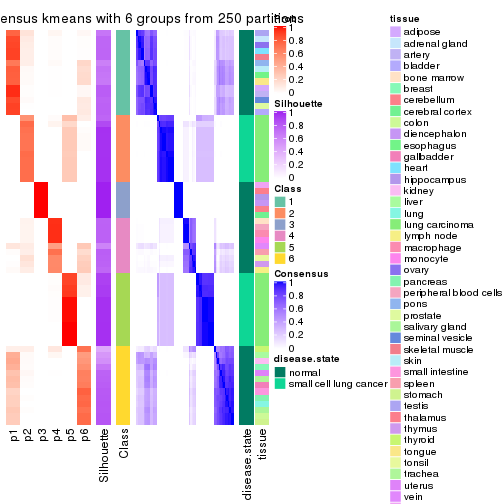 ensus kmeans with 6 groups from 250 partitions
1
0.8
0.6
0.4
0.2
0
Silhouette
1
0.8
0.6
0.4
0.2
0
Class
1
2
3
4
5
6
Consensus
1
0.8
0.6
0.4
0.2
0
disease.state
normal
small cell lung cancer
tissue
adipose
adrenal gland
artery
bladder
bone marrow
breast
cerebellum
cerebral cortex
colon
diencephalon
esophagus
galbladder
heart
hippocampus
kidney
liver
lung
lung carcinoma
lymph node
macrophage
monocyte
ovary
pancreas
peripheral blood cells
pons
prostate
salivary gland
seminal vesicle
skeletal muscle
skin
small intestine
spleen
stomach
testis
thalamus
thymus
thyroid
tongue
tonsil
trachea
uterus
vein
p1
p2
p3
p4
p5
p6
Silhouette
Class
disease.state
tissue